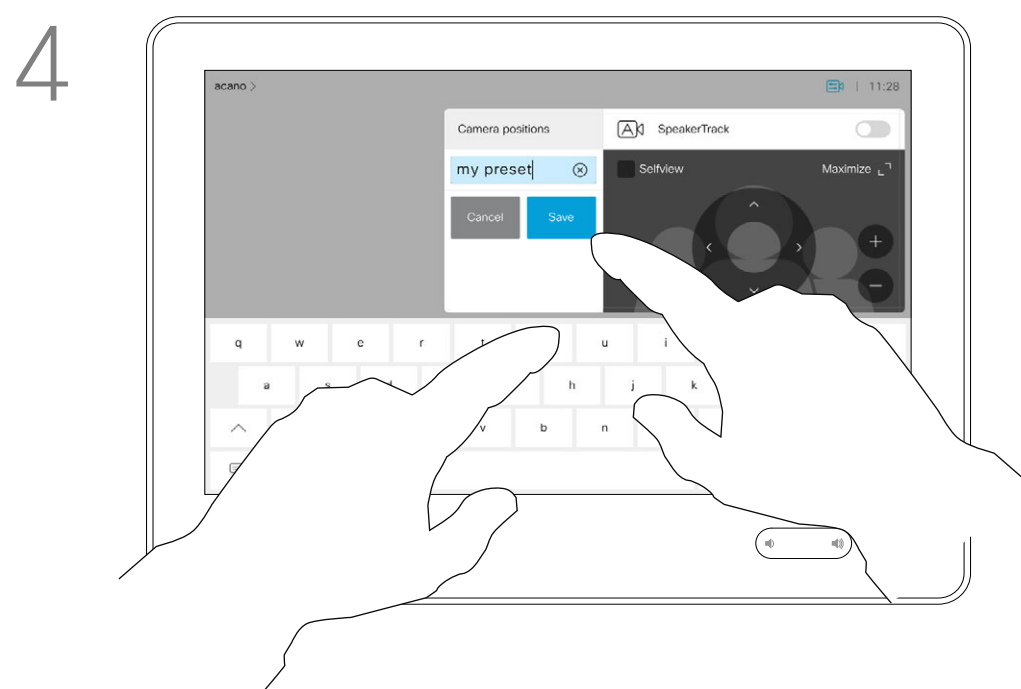 4
acano >
11:28
Camera positions
SpeakerTrack
my preset
Selfview
Maximize
Cancel
Save
q w e r t u i
a s d h j k
v b n